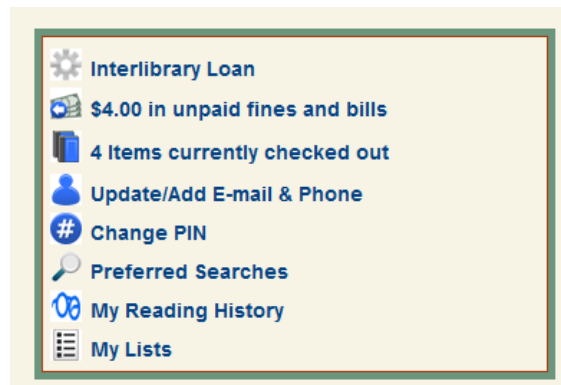 Interlibrary Loan
$4.00 in unpaid fines and bills
4 Items currently checked out
Update/Add E-mail & Phone
# Change PIN
Preferred Searches
My Reading History
My Lists